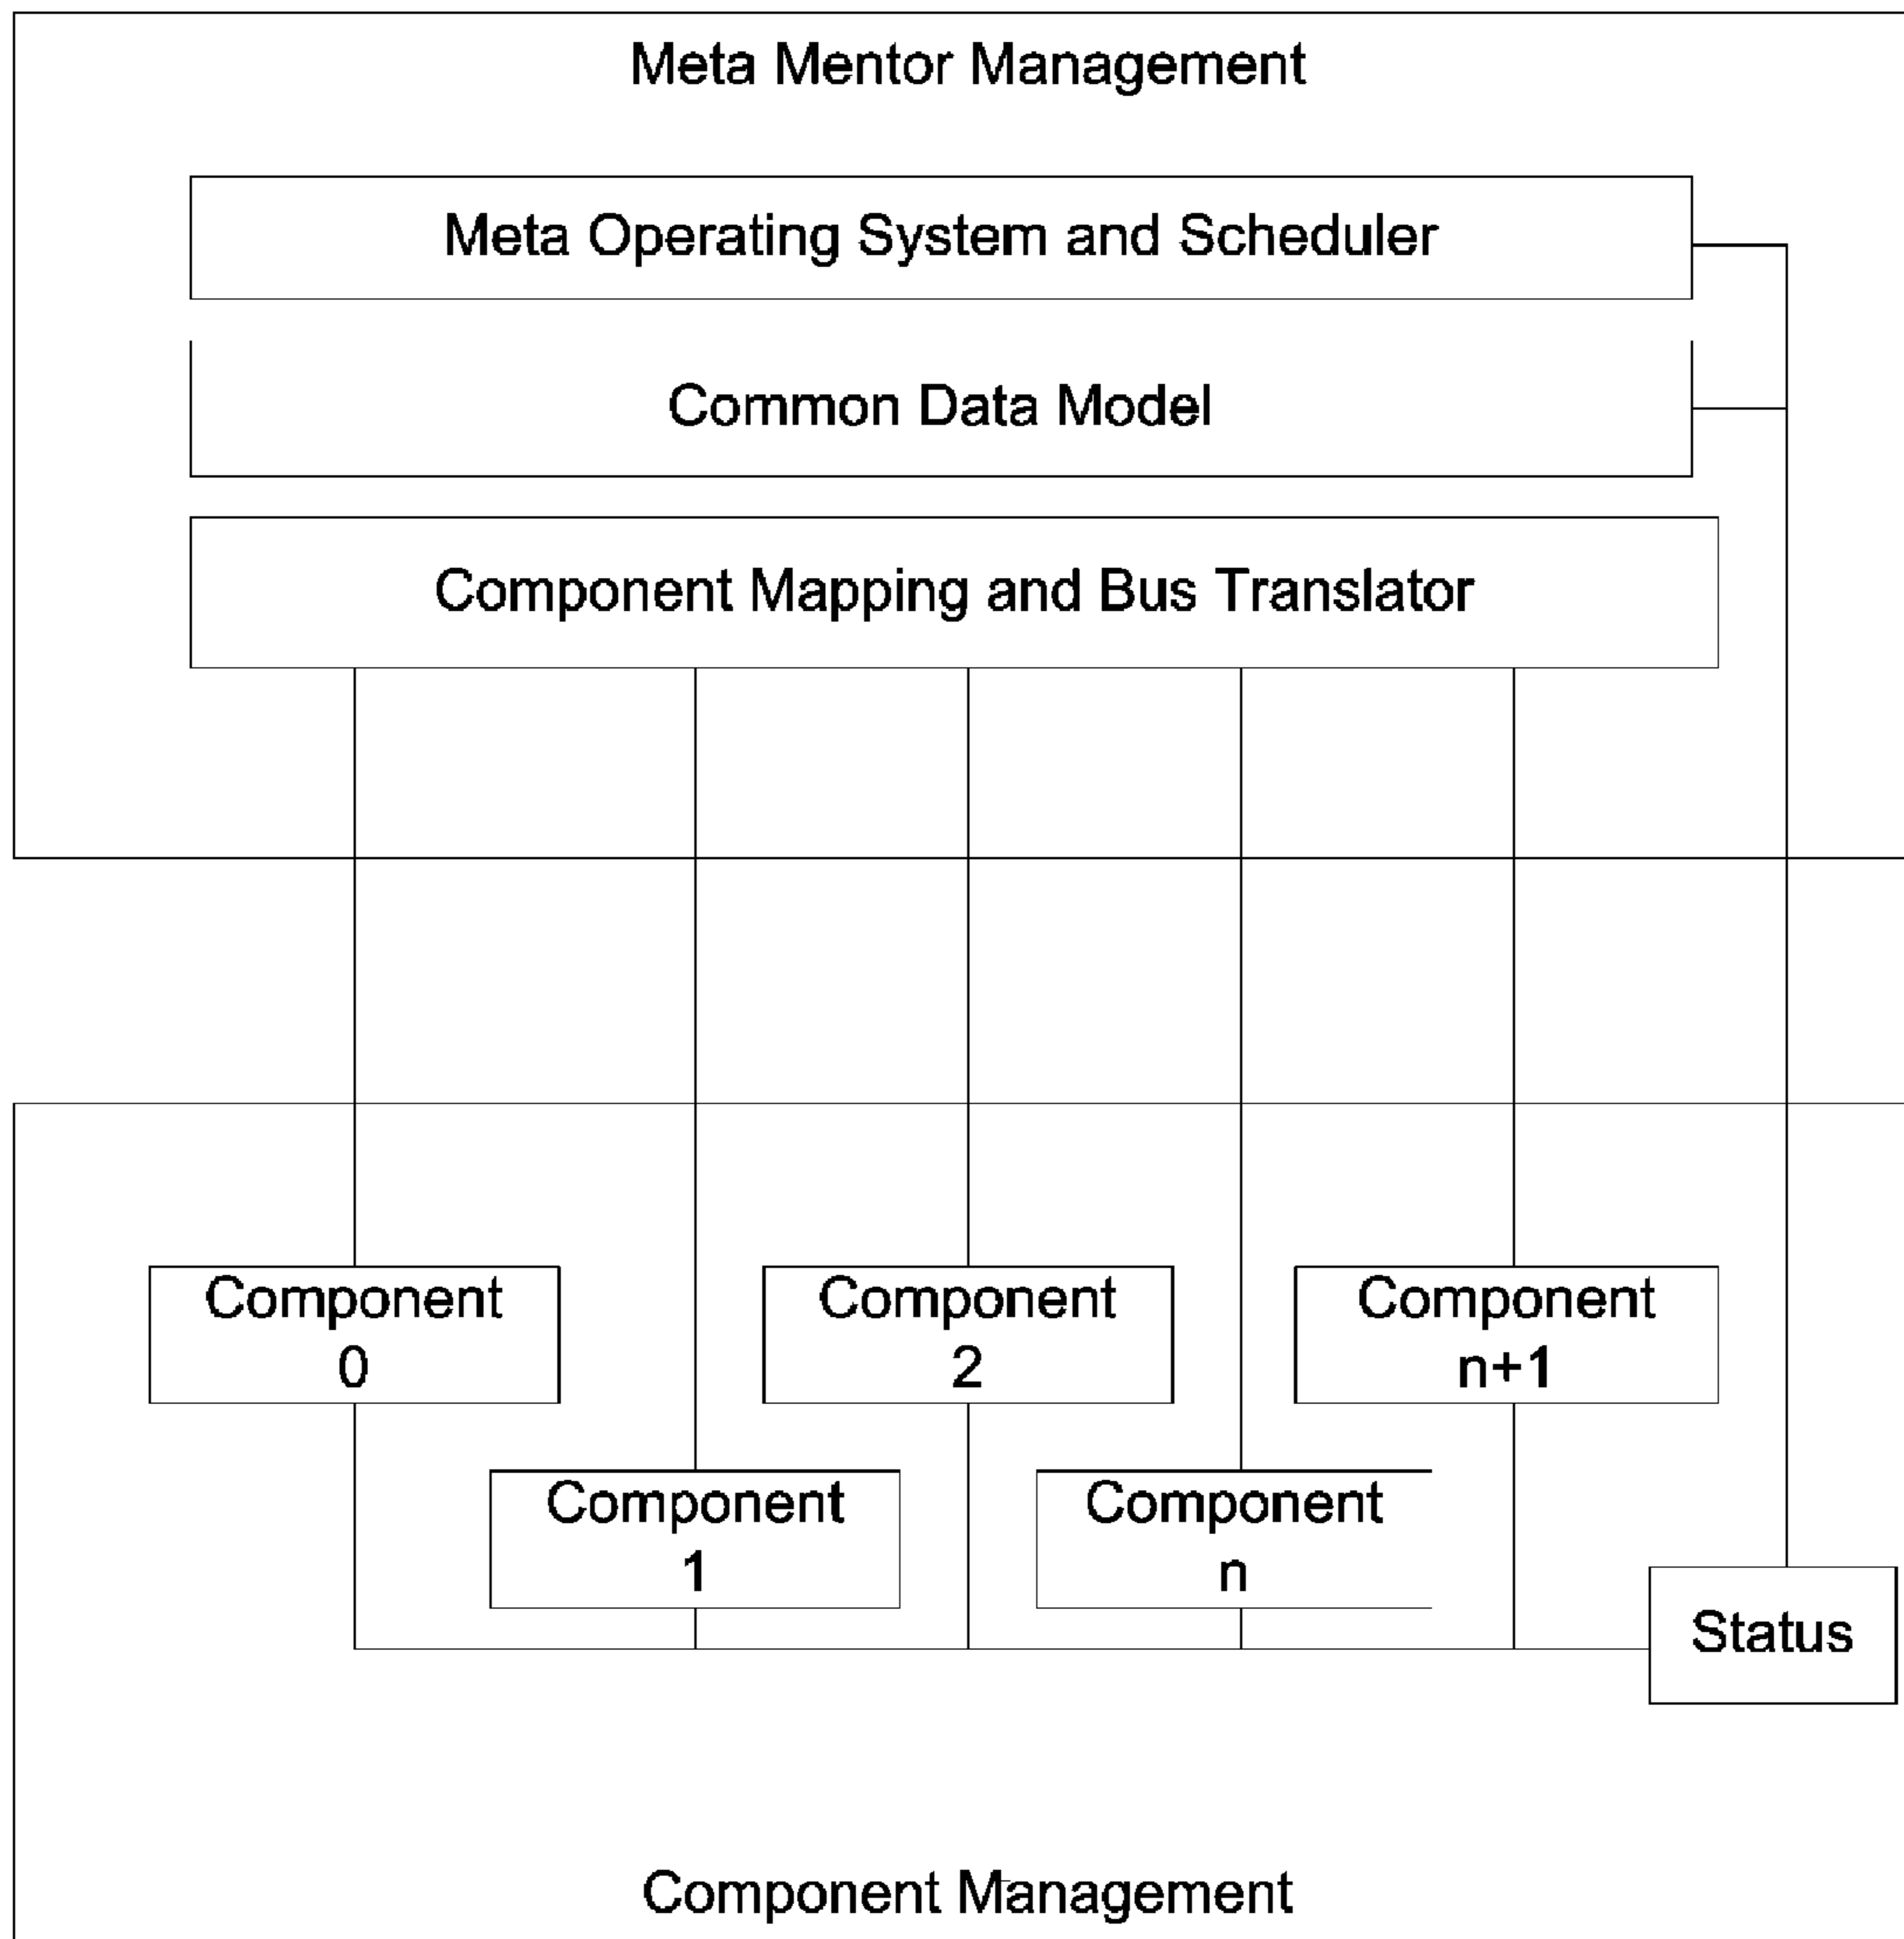 Meta Mentor Management
Meta Operating System and Scheduler
Common Data Model
Component Mapping and Bus Translator
Component
0
Component
2
Component
n+1
Component
1
Component
n
Status
Component Management